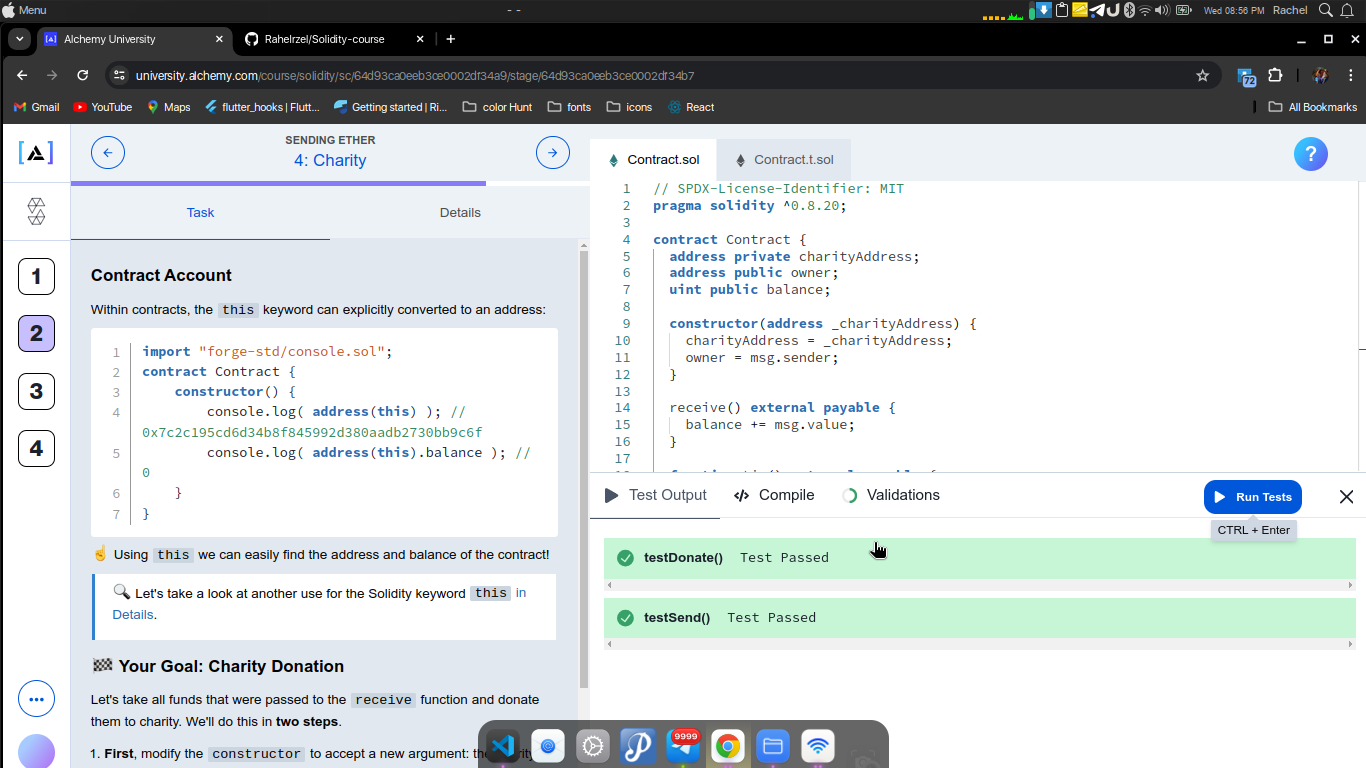 Menu
- -
Wed 08:56 PM
Rachel
Alchemy University
Rahelrzel/Solidity-course
university.alchemy.com/course/solidity/sc/64d93ca0eeb3ce0002df34a9/stage/64d93ca0eeb3ce0002df34b7
72
Gmail
YouTube
Maps
flutter_hooks | Flutt...
Getting started | Ri...
color Hunt
fonts
icons
React
All Bookmarks
SENDING ETHER
4: Charity
Task
Details
1
2
3
4
Contract Account
Within contracts, the this keyword can explicitly converted to an address:
1 import "forge-std/console.sol";
2 contract Contract {
3 constructor() {
4 console.log( address(this) ); //
0x7c2c195cd6d34b8f845992d380aadb2730bb9c6f
5 console.log( address(this).balance ); //
0
6 }
7 }
☝️ Using this we can easily find the address and balance of the contract!
🔍 Let's take a look at another use for the Solidity keyword this in
Details.
🏁 Your Goal: Charity Donation
Let's take all funds that were passed to the receive function and donate
them to charity. We'll do this in two steps.
1. First, modify the constructor to accept a new argument: the
Contract.sol
Contract.t.sol
?
1 // SPDX-License-Identifier: MIT
2 pragma solidity ^0.8.20;
3
4 contract Contract {
5 address private charityAddress;
6 address public owner;
7 uint public balance;
8
9 constructor(address _charityAddress) {
10 charityAddress = _charityAddress;
11 owner = msg.sender;
12 }
13
14 receive() external payable {
15 balance += msg.value;
16 }
17
Test Output
Compile
Validations
Run Tests
CTRL + Enter
testDonate() Test Passed
testSend() Test Passed
9999